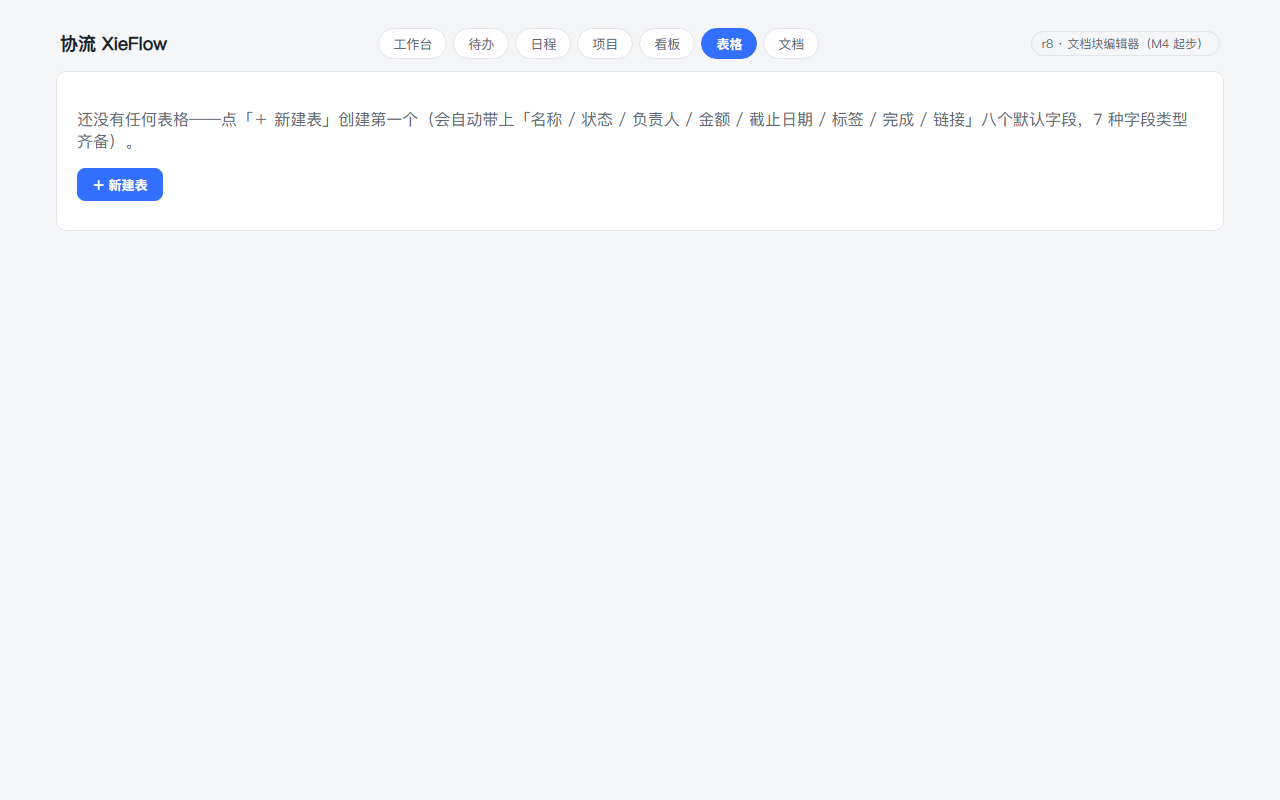 协流 XieFlow
工作台
待办
日程
项目
看板
表格
文档
r8 · 文档块编辑器（M4 起步）
还没有任何表格——点「＋ 新建表」创建第一个（会自动带上「名称 / 状态 / 负责人 / 金额 / 截止日期 / 标签 / 完成 / 链接」八个默认字段，7 种字段类型
齐备）。
＋ 新建表